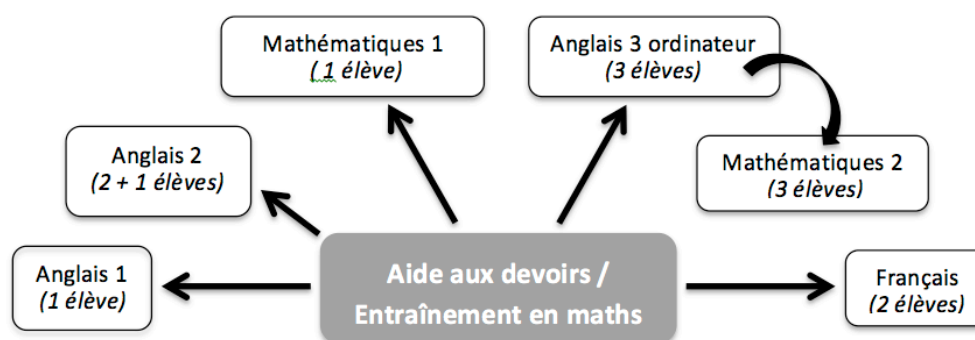 Mathématiques 1
( 1 élève)
Anglais 3 ordinateur
(3 élèves)
Anglais 2
(2 + 1 élèves)
Mathématiques 2
(3 élèves)
Anglais 1
(1 élève)
Aide aux devoirs /
Entraînement en maths
Français
(2 élèves)